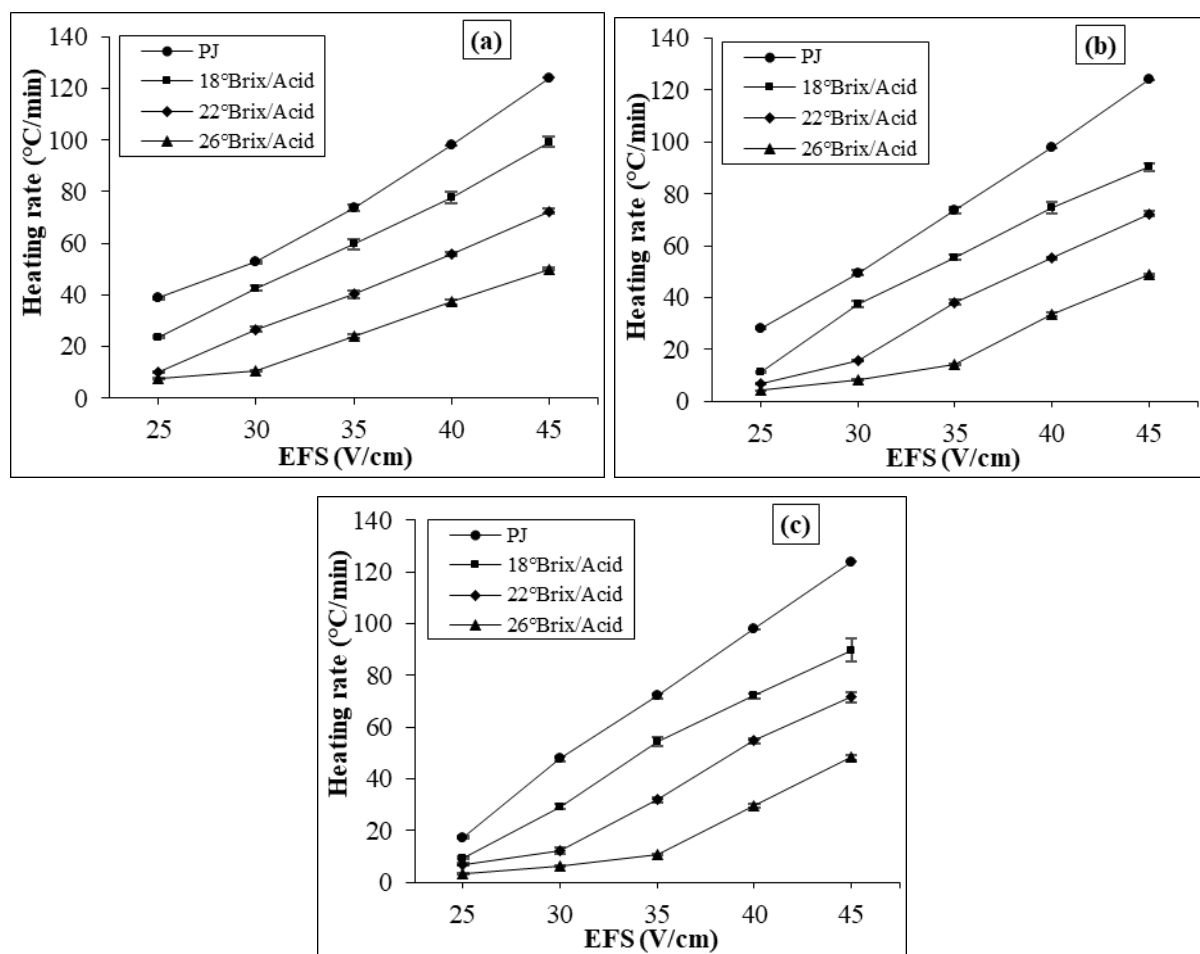 (a)
PJ
18°Brix/Acid
22°Brix/Acid
26°Brix/Acid
Heating rate (°C/min)
140
120
100
80
60
40
20
0
25 30 35 40 45
EFS (V/cm)
(b)
PJ
18°Brix/Acid
22°Brix/Acid
26°Brix/Acid
Heating rate (°C/min)
140
120
100
80
60
40
20
0
25 30 35 40 45
EFS (V/cm)
(c)
PJ
18°Brix/Acid
22°Brix/Acid
26°Brix/Acid
Heating rate (°C/min)
140
120
100
80
60
40
20
0
25 30 35 40 45
EFS (V/cm)